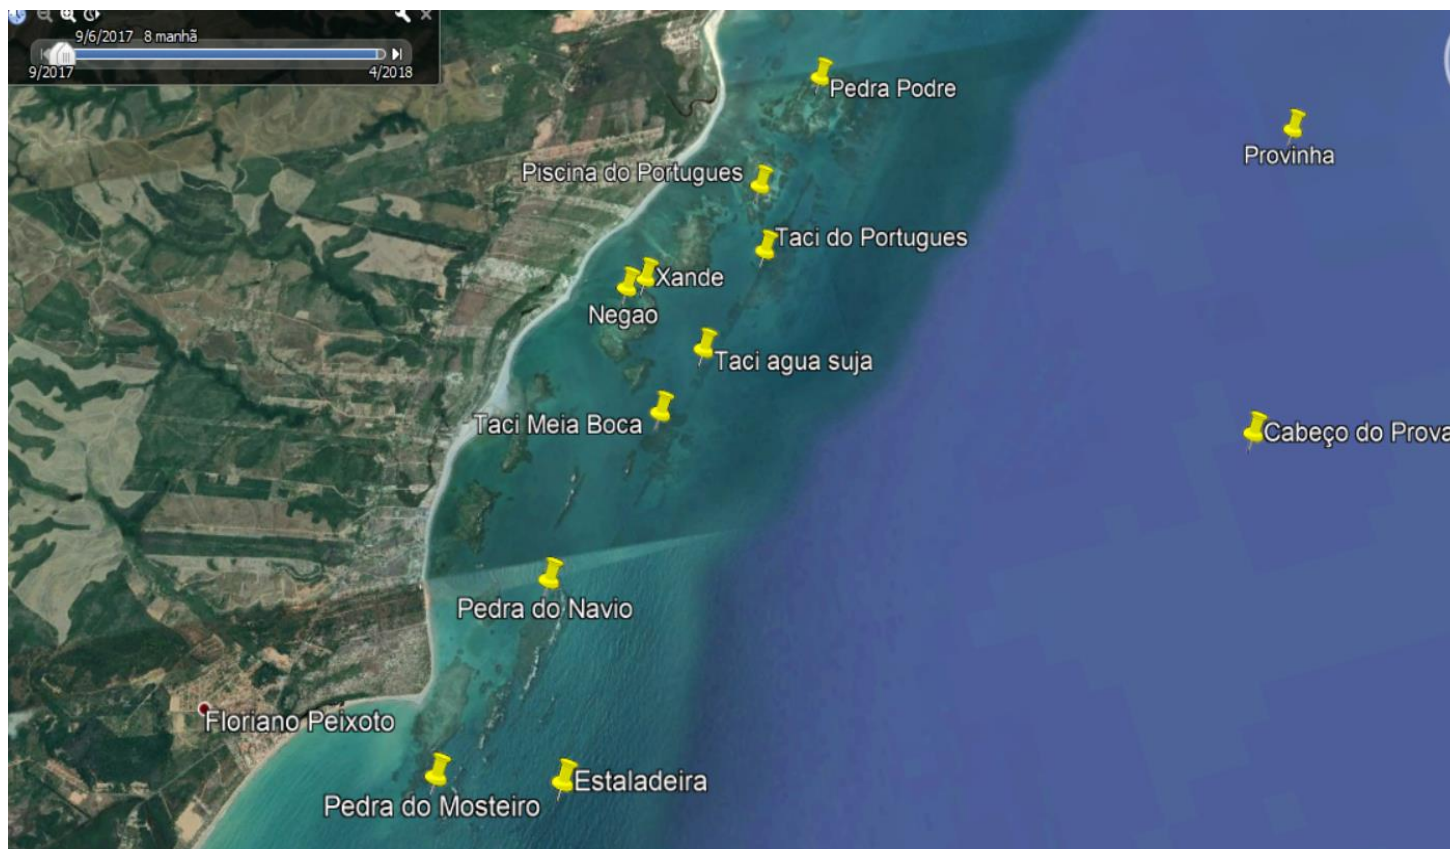 9/6/2017 8 manhã
9/2017 4/2018
Pedra Podre
Provinha
Piscina do Portugues
Taci do Portugues
Xande
Negao
Taci agua suja
Taci Meia Boca
Cabeço do Prova
Pedra do Navio
Floriano Peixoto
Estaladeira
Pedra do Mosteiro